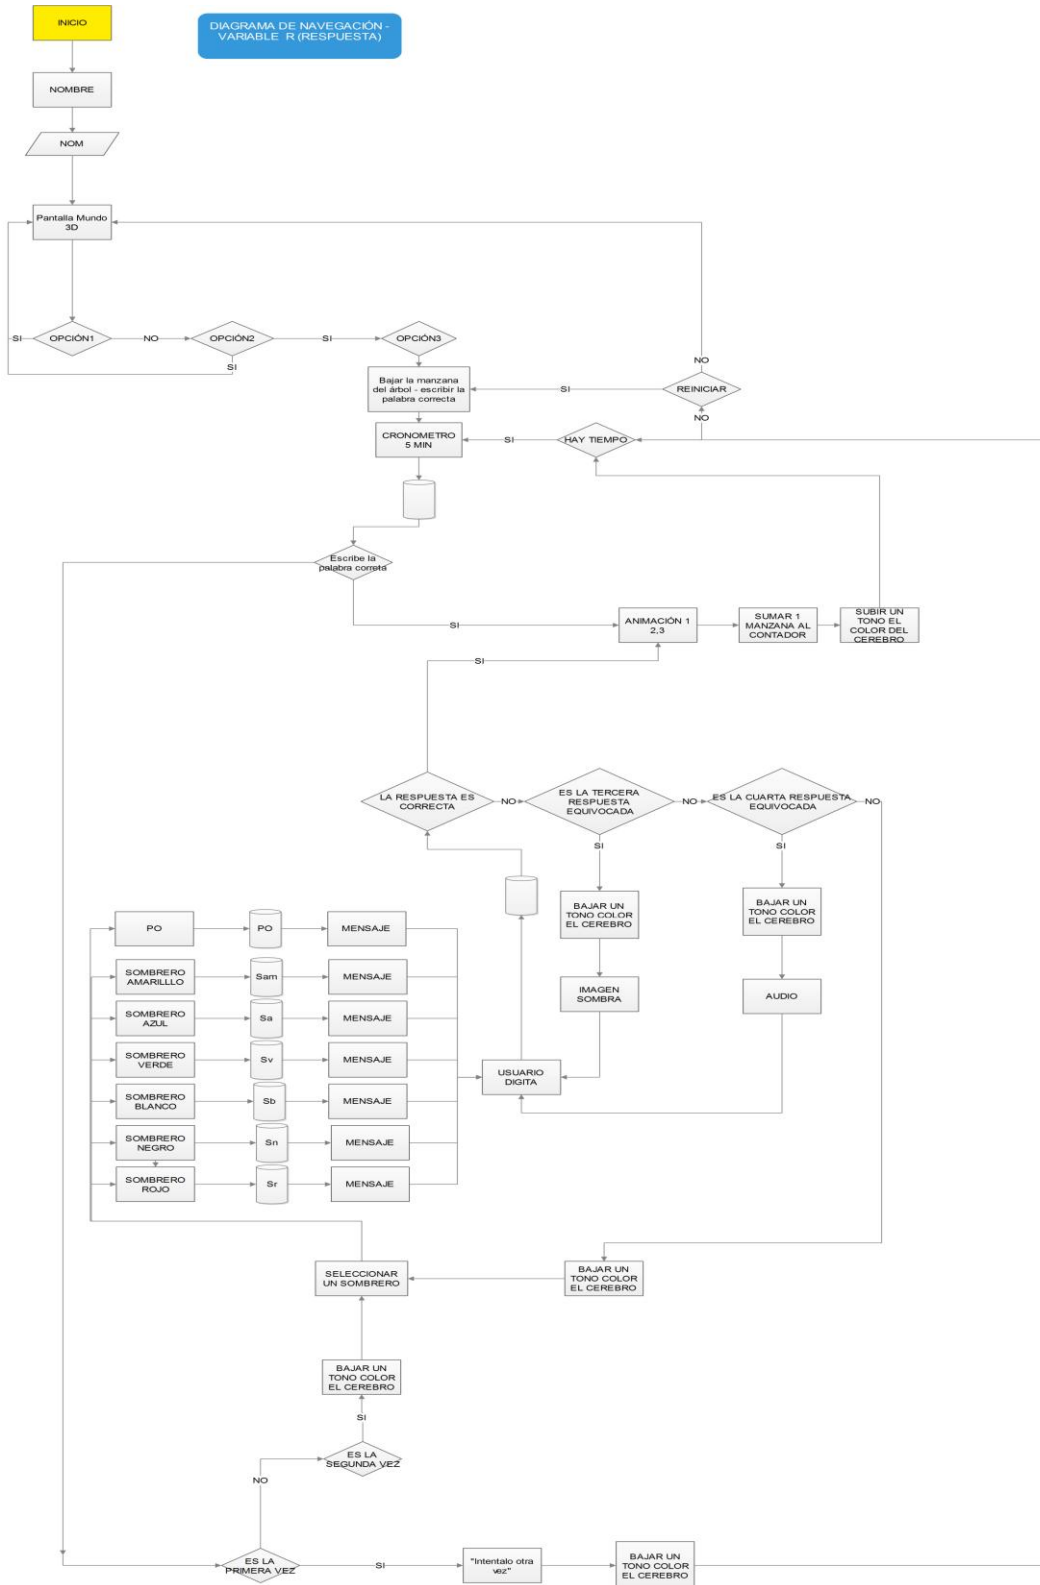 INICIO
DIAGRAMA DE NAVEGACIÓN -
VARIABLE R (RESPUESTA)
NOMBRE
NOM
Pantalla Mundo
3D
SI
OPCIÓN1
NO
OPCIÓN2
SI
OPCIÓN3
SI
NO
Bajar la manzana
del árbol - escribir la
palabra correcta
SI
REINICIAR
NO
CRONOMETRO
5 MIN
SI
HAY TIEMPO
Escribe la
palabra correta
SI
ANIMACIÓN 1
2,3
SUMAR 1
MANZANA AL
CONTADOR
SUBIR UN
TONO EL
COLOR DEL
CEREBRO
SI
LA RESPUESTA ES
CORRECTA
NO
ES LA TERCERA
RESPUESTA
EQUIVOCADA
NO
ES LA CUARTA RESPUESTA
EQUIVOCADA
NO
SI
SI
BAJAR UN
TONO COLOR
EL CEREBRO
BAJAR UN
TONO COLOR
EL CEREBRO
IMAGEN
SOMBRA
AUDIO
PO
PO
MENSAJE
SOMBRERO
AMARILLLO
Sam
MENSAJE
SOMBRERO
AZUL
Sa
MENSAJE
SOMBRERO
VERDE
Sv
MENSAJE
USUARIO
DIGITA
SOMBRERO
BLANCO
Sb
MENSAJE
SOMBRERO
NEGRO
Sn
MENSAJE
SOMBRERO
ROJO
Sr
MENSAJE
SELECCIONAR
UN SOMBRERO
BAJAR UN
TONO COLOR
EL CEREBRO
BAJAR UN
TONO COLOR
EL CEREBRO
SI
ES LA
SEGUNDA VEZ
NO
ES LA
PRIMERA VEZ
SI
"Intentalo otra
vez"
BAJAR UN
TONO COLOR
EL CEREBRO